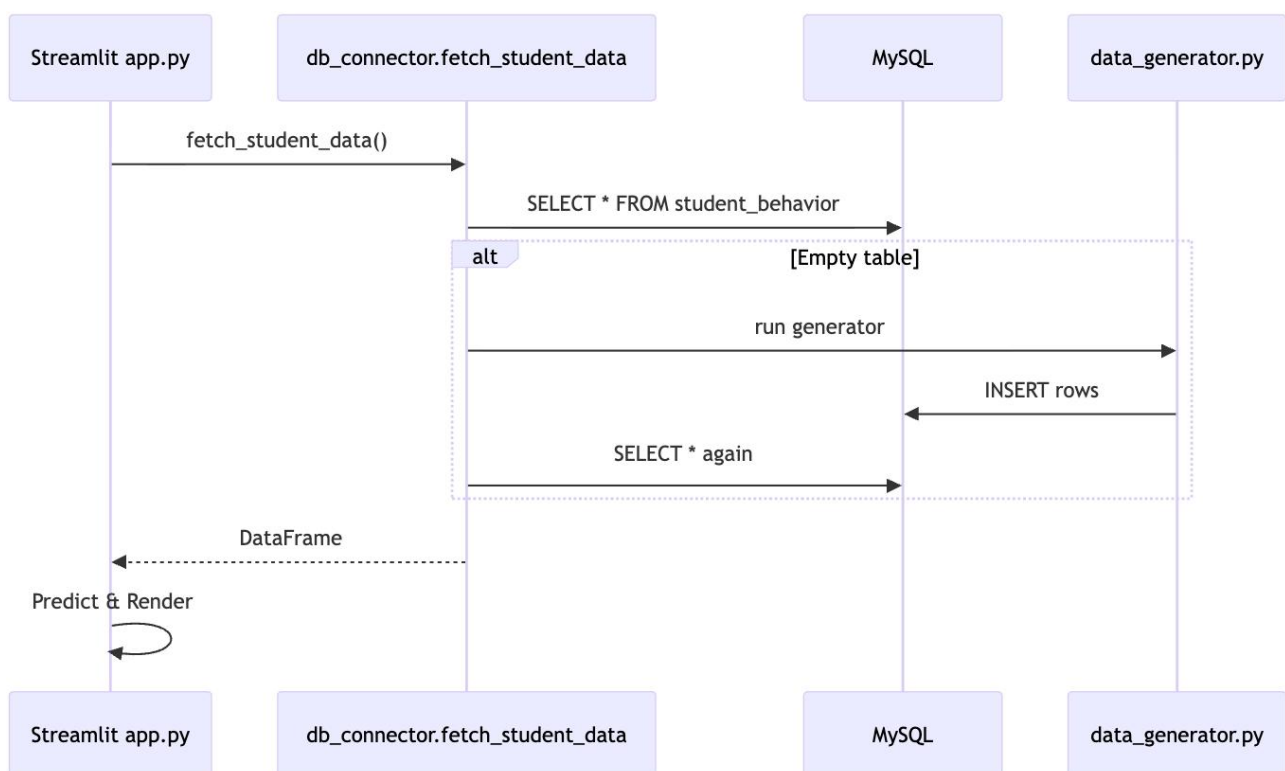 Streamlit app.py
db_connector.fetch_student_data
MySQL
data_generator.py
fetch_student_data()
SELECT * FROM student_behavior
alt
[Empty table]
run generator
INSERT rows
SELECT * again
DataFrame
Predict & Render
Streamlit app.py
db_connector.fetch_student_data
MySQL
data_generator.py